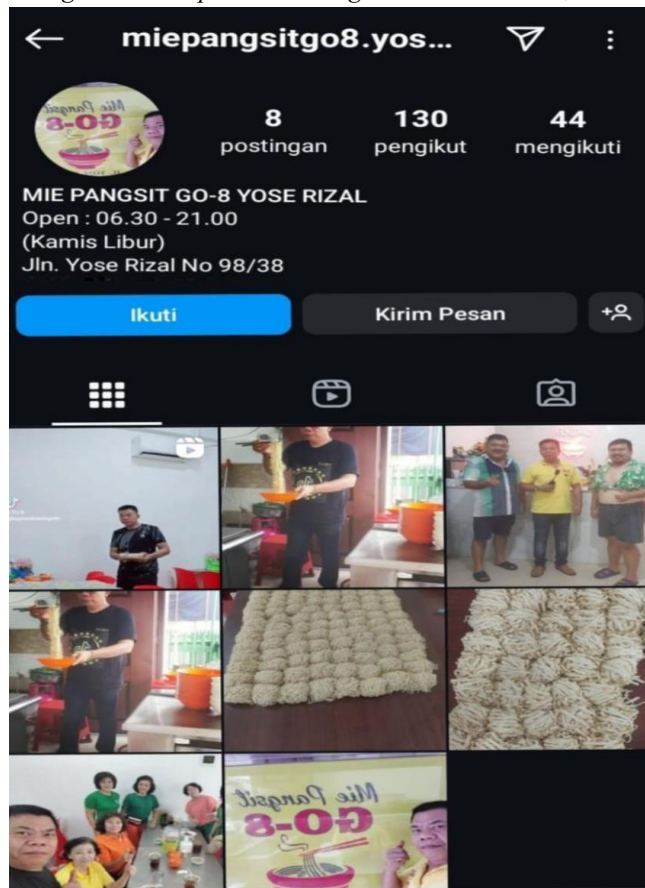 miepangsitgo8.yos...
Mie Pangsit
GO-8
8
130
44
postingan
pengikut
mengikuti
MIE PANGSIT GO-8 YOSE RIZAL
Open : 06.30 - 21.00
(Kamis Libur)
Jln. Yose Rizal No 98/38
Ikuti
Kirim Pesan
Mie Pangsit
GO-8